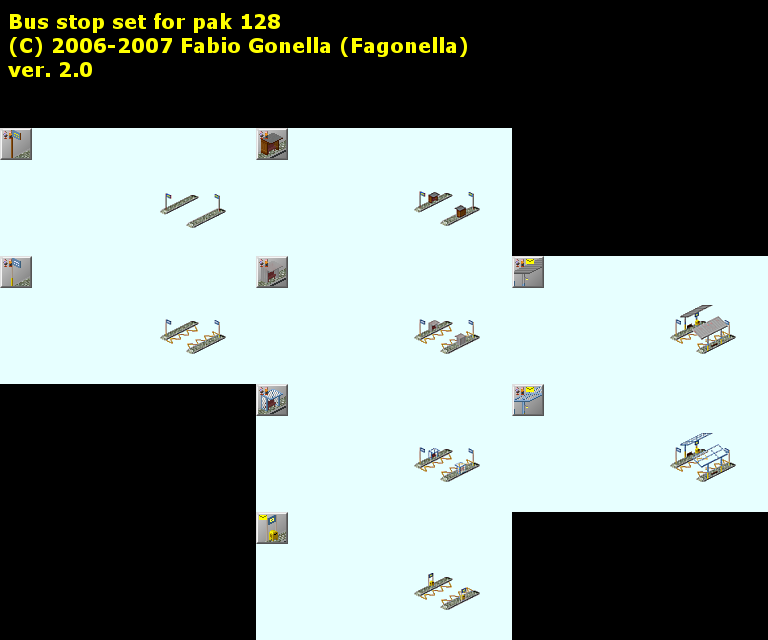 Bus stop set for pak 128
(C) 2006-2007 Fabio Gonella (Fagonella)
ver. 2.0